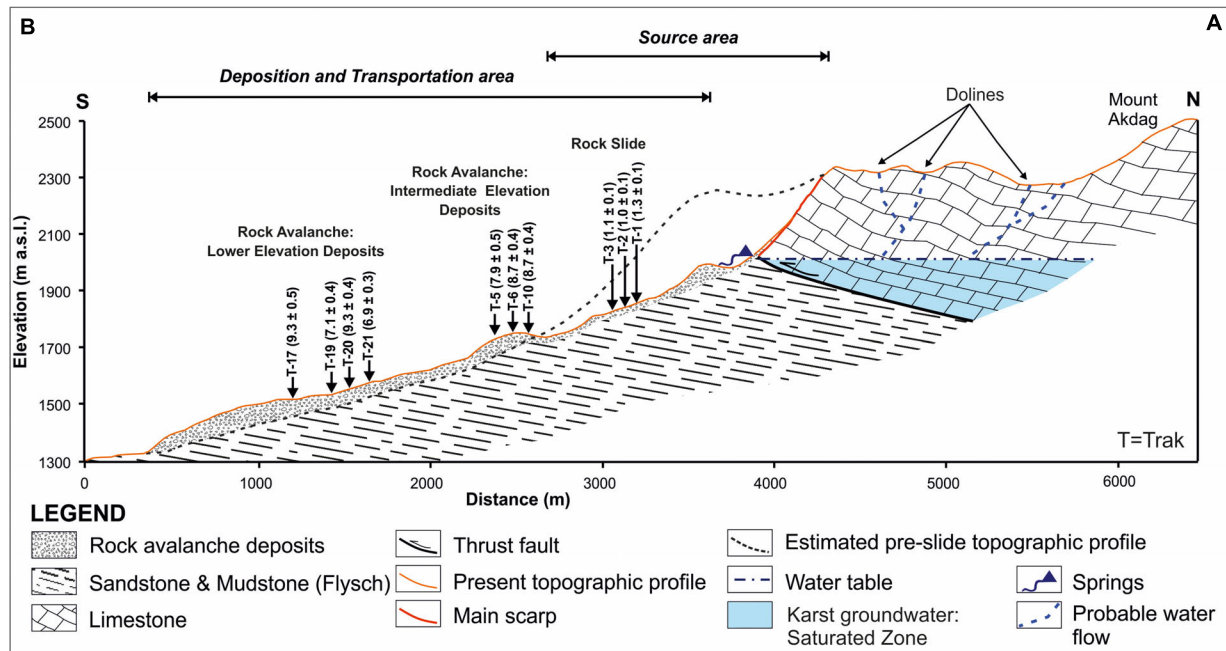 B
A
Source area
Deposition and Transportation area
S
N
Dolines
Mount
Akdag
Rock Slide
Rock Avalanche:
Intermediate Elevation
Deposits
Rock Avalanche:
Lower Elevation Deposits
T-17 (9.3 ± 0.5)
T-19 (7.1 ± 0.4)
T-20 (9.3 ± 0.4)
T-21 (6.9 ± 0.3)
T-5 (7.9 ± 0.5)
T-6 (8.7 ± 0.4)
T-10 (8.7 ± 0.4)
T-3 (1.1 ± 0.1)
T-2 (1.0 ± 0.1)
T-1 (1.3 ± 0.1)
Elevation (m a.s.l.)
2500
2300
2100
1900
1700
1500
1300
T=Trak
0
1000
2000
3000
4000
5000
6000
Distance (m)
LEGEND
Rock avalanche deposits
Sandstone & Mudstone (Flysch)
Limestone
Thrust fault
Present topographic profile
Main scarp
Estimated pre-slide topographic profile
Water table
Karst groundwater:
Saturated Zone
Springs
Probable water
flow